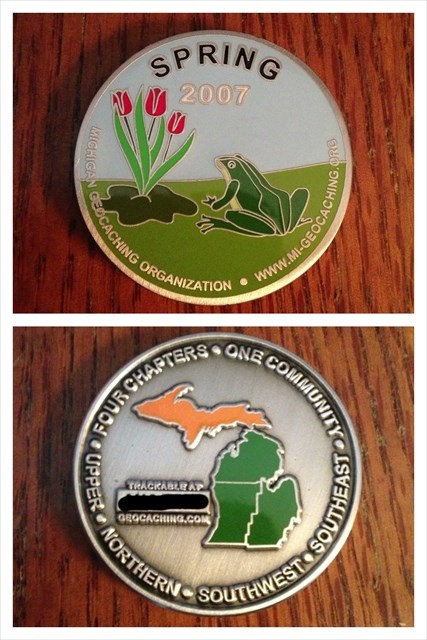 SPRING
2007
MICHIGAN GEOCACHING ORGANIZATION • WWW.MI-GEOCACHING.ORG
FOUR CHAPTERS • ONE COMMUNITY •
UPPER • NORTHERN • SOUTHWEST • SOUTHEAST
TRACKABLE AT
GEOCACHING.COM